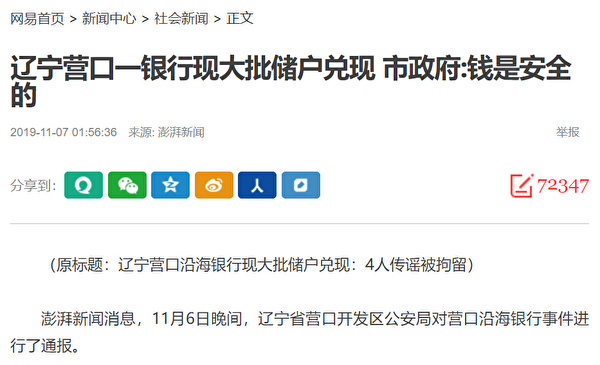 网易首页 > 新闻中心 > 社会新闻 > 正文
辽宁营口一银行现大批储户兑现 市政府:钱是安全
的
2019-11-07 01:56:36 来源: 澎湃新闻 举报
分享到: 72347
（原标题：辽宁营口沿海银行现大批储户兑现：4人传谣被拘留）
澎湃新闻消息，11月6日晚间，辽宁省营口开发区公安局对营口沿海银行事件进
行了通报。